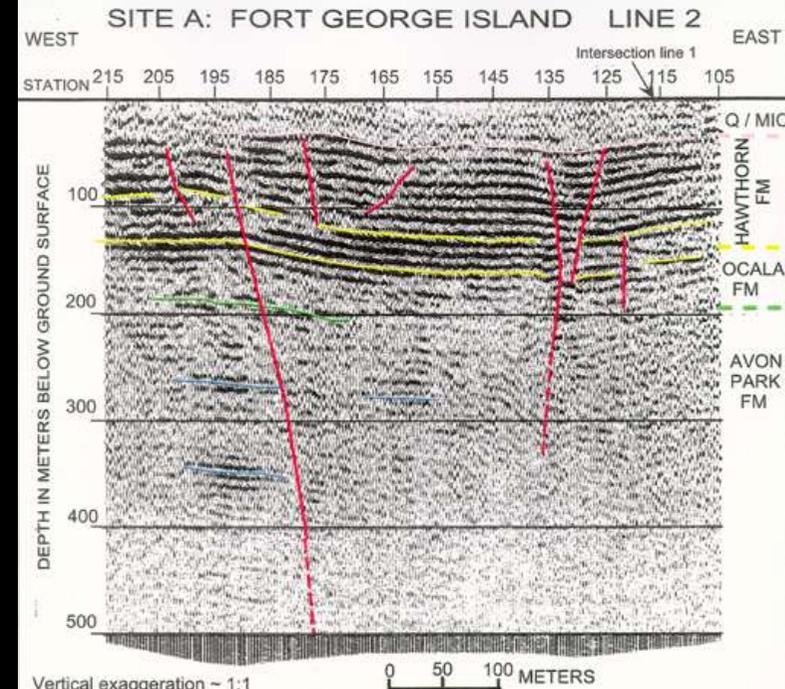 SITE A: FORT GEORGE ISLAND LINE 2
WEST
EAST
Intersection line 1
STATION 215 205 195 185 175 165 155 145 135 125 115 105
Q / MIO
HAWTHORN
FM
OCALA
FM
AVON
PARK
FM
DEPTH IN METERS BELOW GROUND SURFACE
100
200
300
400
500
Vertical exaggeration ~ 1:1
0 50 100 METERS